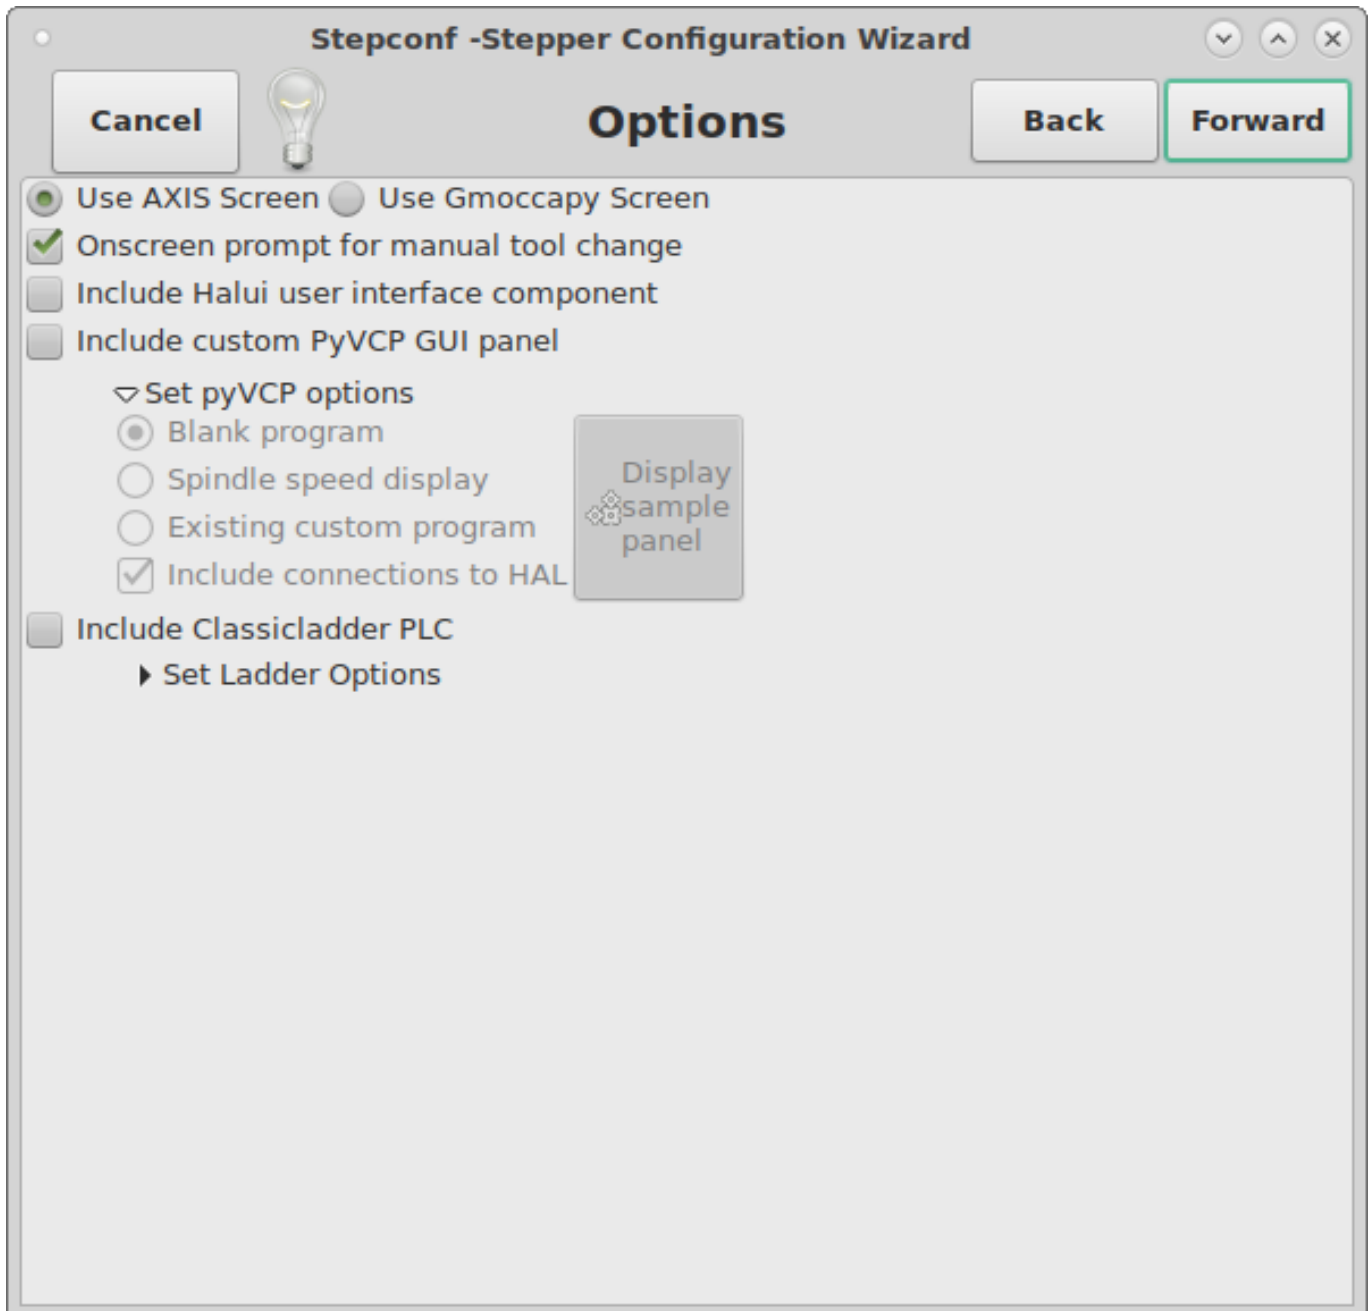 Stepconf -Stepper Configuration Wizard
Cancel
Options
Back
Forward
Use AXIS Screen
Use Gmoccapy Screen
Onscreen prompt for manual tool change
Include Halui user interface component
Include custom PyVCP GUI panel
Set pyVCP options
Blank program
Spindle speed display
Existing custom program
Include connections to HAL
Display
sample
panel
Include Classicladder PLC
Set Ladder Options